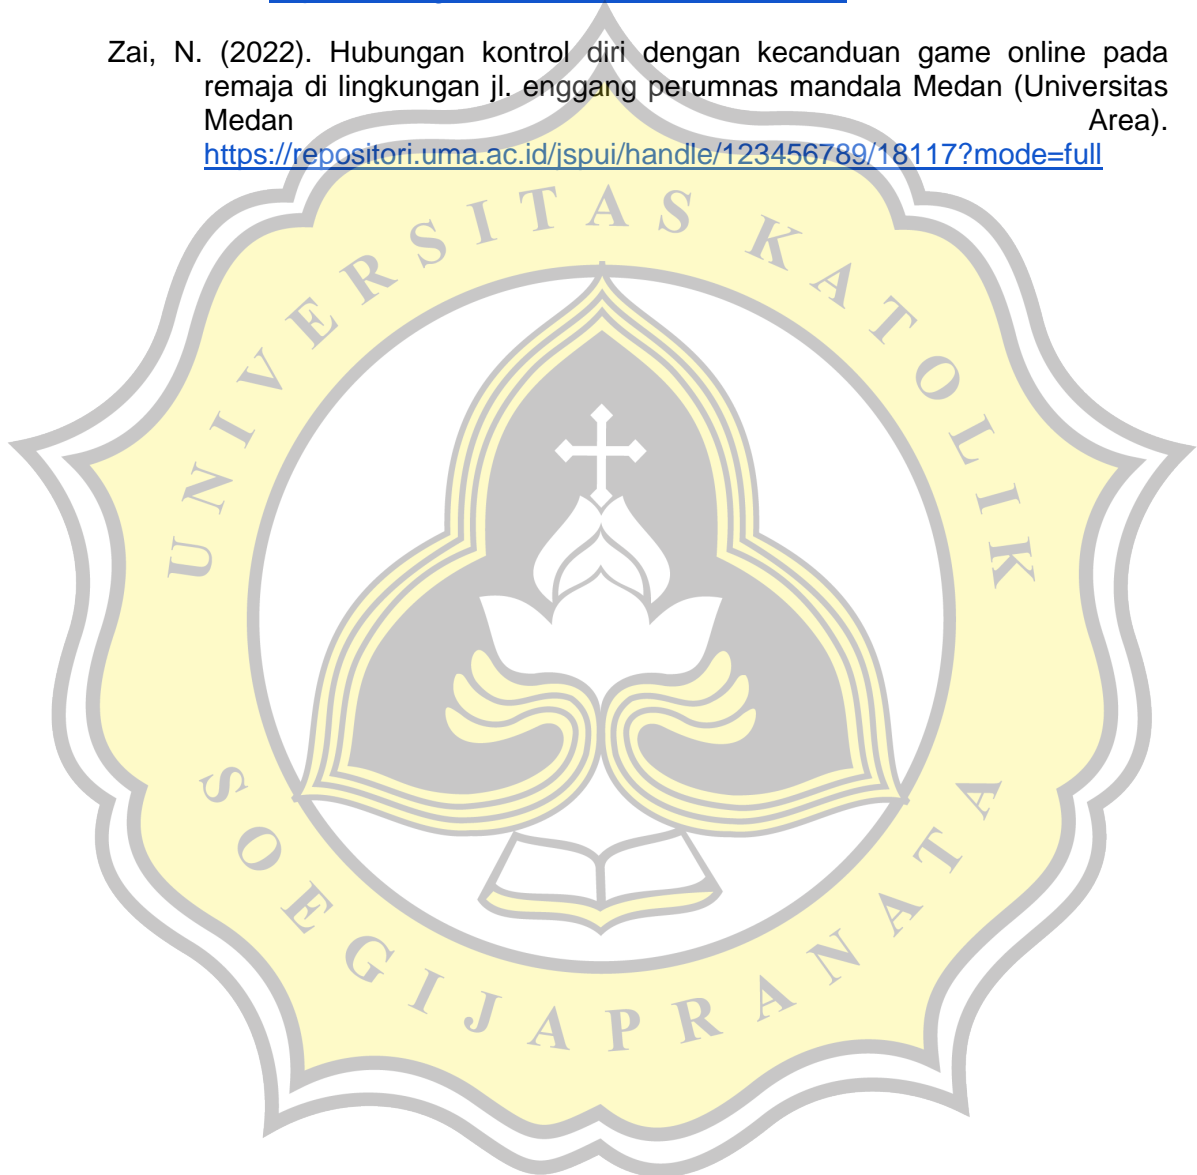 Zai, N. (2022). Hubungan kontrol diri dengan kecanduan game online pada
remaja di lingkungan jl. enggang perumnas mandala Medan (Universitas
Medan Area).
https://repositori.uma.ac.id/jspui/handle/123456789/18117?mode=full
UNIVERSITAS KATOLIK
SOEGIJAPRANATA